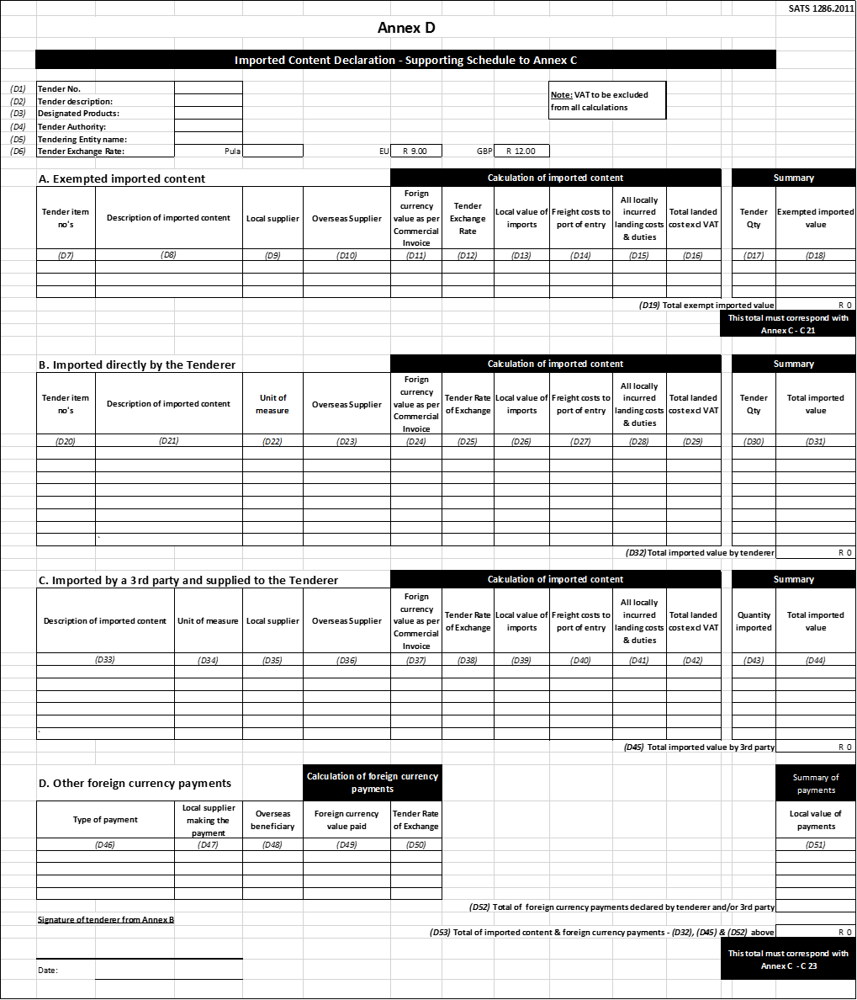 SATS 1286.2011
Annex D
Imported Content Declaration - Supporting Schedule to Annex C
(D1) Tender No.
(D2) Tender description:
(D3) Designated Products:
(D4) Tender Authority:
(D5) Tendering Entity name:
(D6) Tender Exchange Rate: Pula EU R 9.00 GBP R 12.00
Note: VAT to be excluded
from all calculations
A. Exempted imported content
Calculation of imported content
Summary
Tender item
no's
Description of imported content
Local supplier
Overseas Supplier
Forign
currency
value as per
Commercial
Invoice
Tender
Exchange
Rate
Local value of
imports
Freight costs to
port of entry
All locally
incurred
landing costs
& duties
Total landed
cost excl VAT
Tender
Qty
Exempted imported
value
(D7) (D8) (D9) (D10) (D11) (D12) (D13) (D14) (D15) (D16) (D17) (D18)
(D19) Total exempt imported value R 0
This total must correspond with
Annex C - C 21
B. Imported directly by the Tenderer
Calculation of imported content
Summary
Tender item
no's
Description of imported content
Unit of
measure
Overseas Supplier
Forign
currency
value as per
Commercial
Invoice
Tender Rate
of Exchange
Local value of
imports
Freight costs to
port of entry
All locally
incurred
landing costs
& duties
Total landed
cost excl VAT
Tender
Qty
Total imported
value
(D20) (D21) (D22) (D23) (D24) (D25) (D26) (D27) (D28) (D29) (D30) (D31)
`
(D32) Total imported value by tenderer R 0
C. Imported by a 3rd party and supplied to the Tenderer
Calculation of imported content
Summary
Description of imported content
Unit of measure
Local supplier
Overseas Supplier
Forign
currency
value as per
Commercial
Invoice
Tender Rate
of Exchange
Local value of
imports
Freight costs to
port of entry
All locally
incurred
landing costs
& duties
Total landed
cost excl VAT
Quantity
imported
Total imported
value
(D33) (D34) (D35) (D36) (D37) (D38) (D39) (D40) (D41) (D42) (D43) (D44)
`
(D45) Total imported value by 3rd party R 0
D. Other foreign currency payments
Calculation of foreign currency
payments
Summary of
payments
Type of payment
Local supplier
making the
payment
Overseas
beneficiary
Foreign currency
value paid
Tender Rate
of Exchange
Local value of
payments
(D46) (D47) (D48) (D49) (D50) (D51)
(D52) Total of foreign currency payments declared by tenderer and/or 3rd party
Signature of tenderer from Annex B
(D53) Total of imported content & foreign currency payments - (D32), (D45) & (D52) above R 0
This total must correspond with
Annex C - C 23
Date: